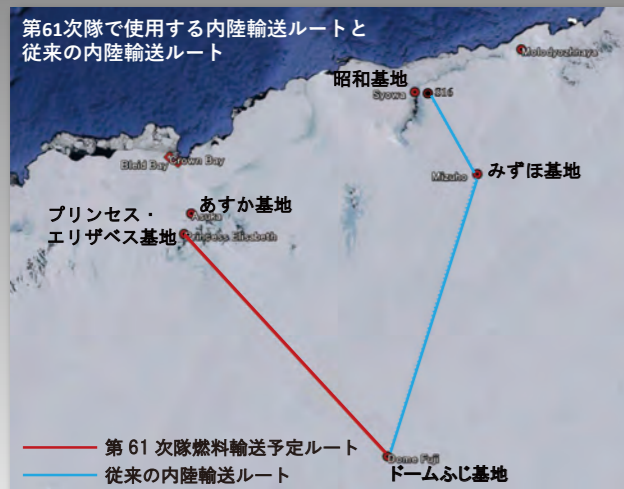 第61次隊で使用する内陸輸送ルートと
従来の内陸輸送ルート
Molodyozhnaya
昭和基地
Syowa
S16
Blaid Bay
Crown Bay
Mizuho
みずほ基地
あすか基地
Asuka
プリンセス・
エリザベス基地
Princess Elisabeth
第 61 次隊燃料輸送予定ルート
従来の内陸輸送ルート
Dome Fuji
ドームふじ基地